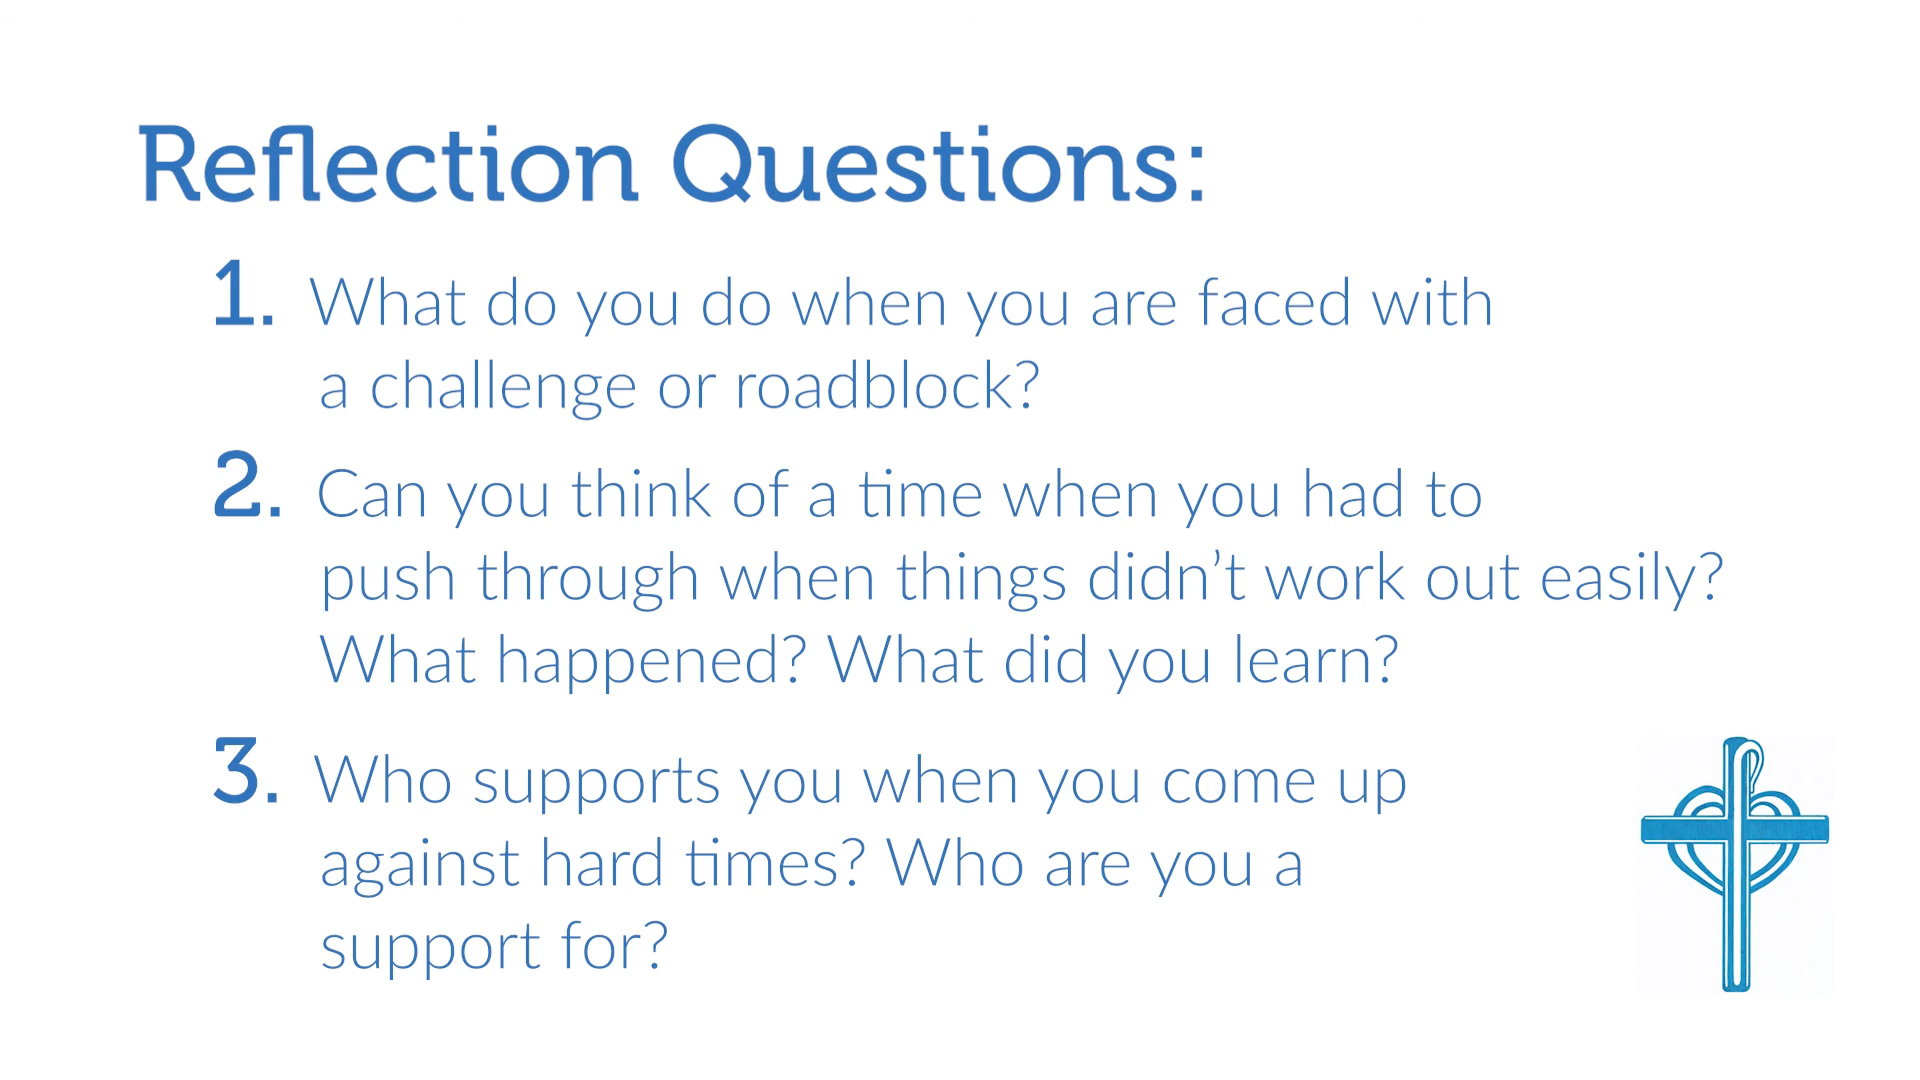 Reflection Questions:
1. What do you do when you are faced with
a challenge or roadblock?
2. Can you think of a time when you had to
push through when things didn’t work out easily?
What happened? What did you learn?
3. Who supports you when you come up
against hard times? Who are you a
support for?